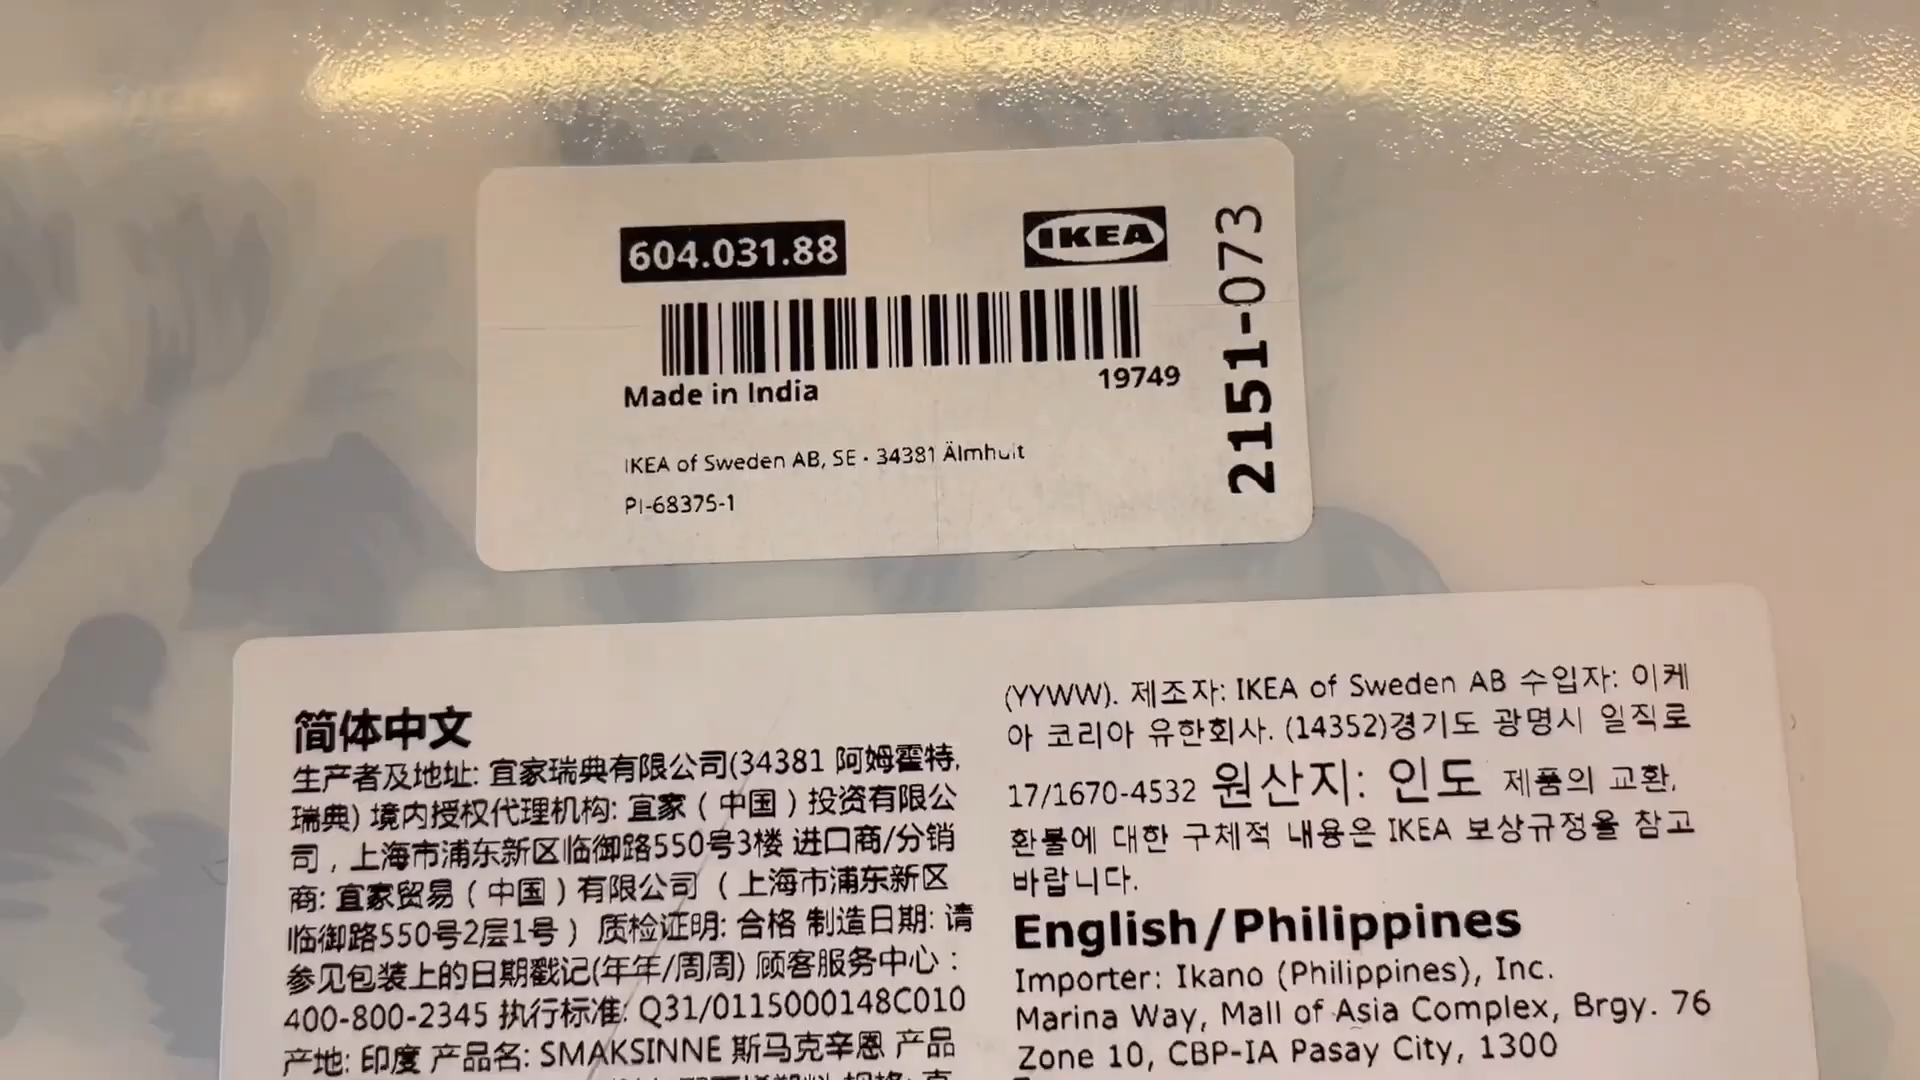 604.031.88
IKEA
2151-073
Made in India
19749
IKEA of Sweden AB, SE - 34381 Älmhult
PI-68375-1
简体中文
生产者及地址: 宜家瑞典有限公司(34381 阿姆霍特,
瑞典) 境内授权代理机构: 宜家（中国）投资有限公
司，上海市浦东新区临御路550号3楼 进口商/分销
商: 宜家贸易（中国）有限公司（上海市浦东新区
临御路550号2层1号）质检证明: 合格 制造日期: 请
参见包装上的日期戳记(年年/周周) 顾客服务中心：
400-800-2345 执行标准: Q31/0115000148C010
产地: 印度 产品名: SMAKSINNE 斯马克辛恩 产品
(YYWW). 제조자: IKEA of Sweden AB 수입자: 이케
아 코리아 유한회사. (14352)경기도 광명시 일직로
17/1670-4532 원산지: 인도 제품의 교환,
환불에 대한 구체적 내용은 IKEA 보상규정을 참고
바랍니다.
English/Philippines
Importer: Ikano (Philippines), Inc.
Marina Way, Mall of Asia Complex, Brgy. 76
Zone 10, CBP-IA Pasay City, 1300